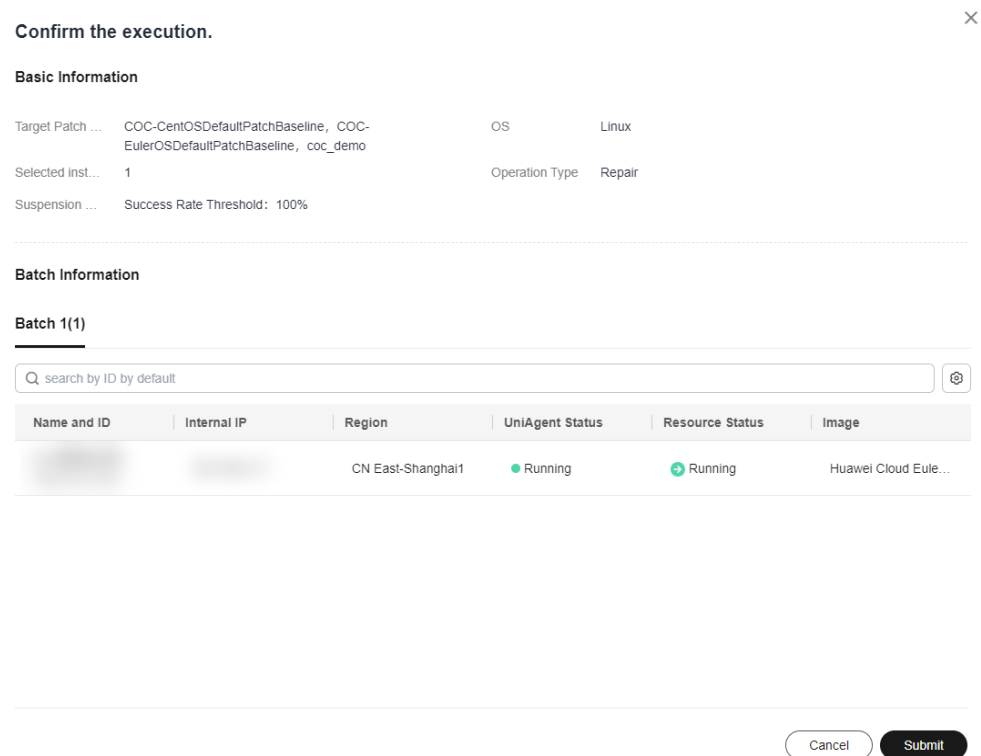 Confirm the execution.
Basic Information
Target Patch ...
COC-CentOSDefaultPatchBaseline，COC-
EulerOSDefaultPatchBaseline，coc_demo
OS
Linux
Selected inst...
1
Operation Type
Repair
Suspension ...
Success Rate Threshold：100%
Batch Information
Batch 1(1)
search by ID by default
Name and ID
Internal IP
Region
UniAgent Status
Resource Status
Image
CN East-Shanghai1
Running
Running
Huawei Cloud Eule...
Cancel
Submit